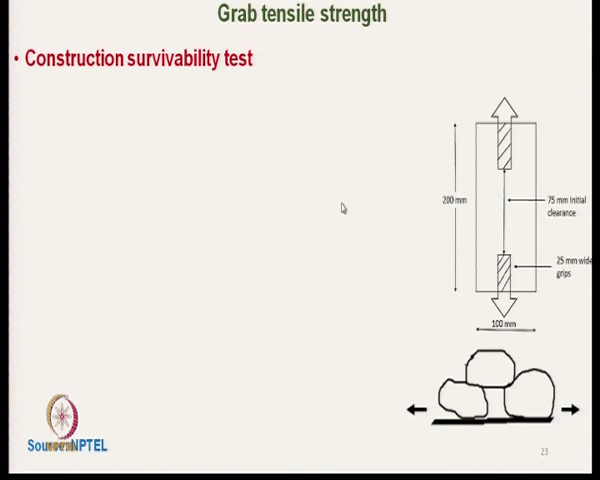 Grab tensile strength
• Construction survivability test
200 mm
75 mm Initial
clearance
25 mm wide
grips
100 mm
NPTEL
23